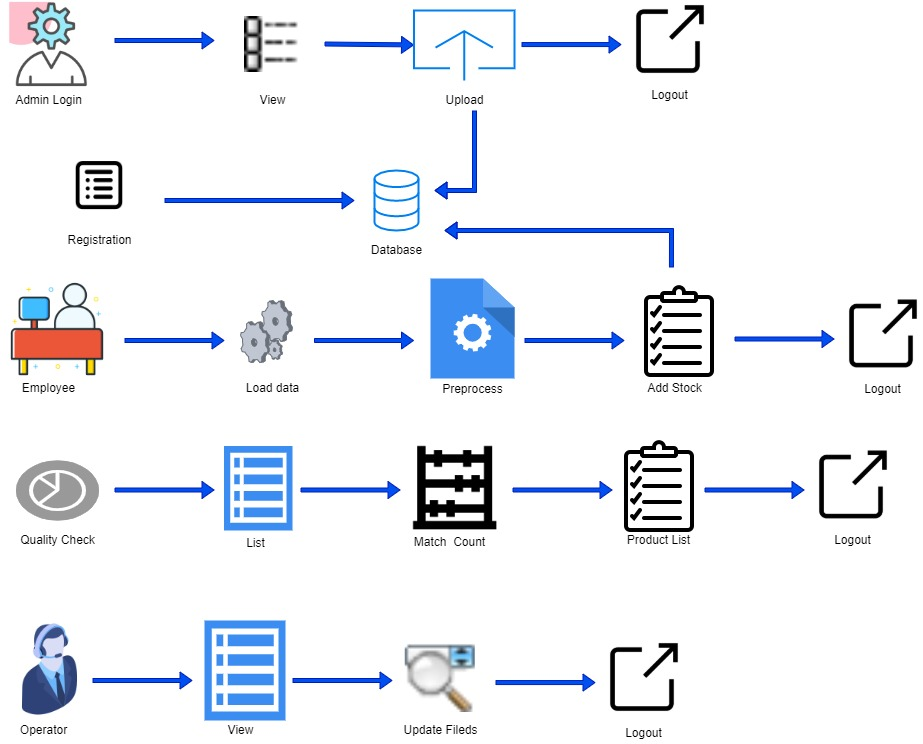 Admin Login
View
Upload
Logout
Registration
Database
Employee
Load data
Preprocess
Add Stock
Logout
Quality Check
List
Match Count
Product List
Logout
Operator
View
Update Fileds
Logout